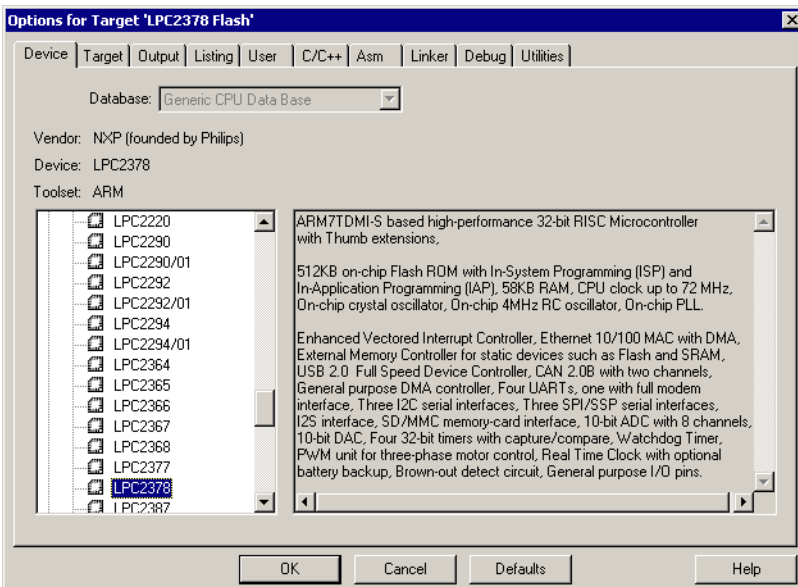 Options for Target 'LPC2378 Flash'
Device Target Output Listing User C/C++ Asm Linker Debug Utilities
Database: Generic CPU Data Base
Vendor: NXP (founded by Philips)
Device: LPC2378
Toolset: ARM
LPC2220
LPC2290
LPC2290/01
LPC2292
LPC2292/01
LPC2294
LPC2294/01
LPC2364
LPC2365
LPC2366
LPC2367
LPC2368
LPC2377
LPC2378
LPC2387
ARM7TDMI-S based high-performance 32-bit RISC Microcontroller
with Thumb extensions,
512KB on-chip Flash ROM with In-System Programming (ISP) and
In-Application Programming (IAP), 58KB RAM, CPU clock up to 72 MHz,
On-chip crystal oscillator, On-chip 4MHz RC oscillator, On-chip PLL.
Enhanced Vectored Interrupt Controller, Ethernet 10/100 MAC with DMA,
External Memory Controller for static devices such as Flash and SRAM,
USB 2.0 Full Speed Device Controller, CAN 2.0B with two channels,
General purpose DMA controller, Four UARTs, one with full modem
interface, Three I2C serial interfaces, Three SPI/SSP serial interfaces,
I2S interface, SD/MMC memory-card interface, 10-bit ADC with 8 channels,
10-bit DAC, Four 32-bit timers with capture/compare, Watchdog Timer,
PWM unit for three-phase motor control, Real Time Clock with optional
battery backup, Brown-out detect circuit, General purpose I/O pins.
OK Cancel Defaults Help